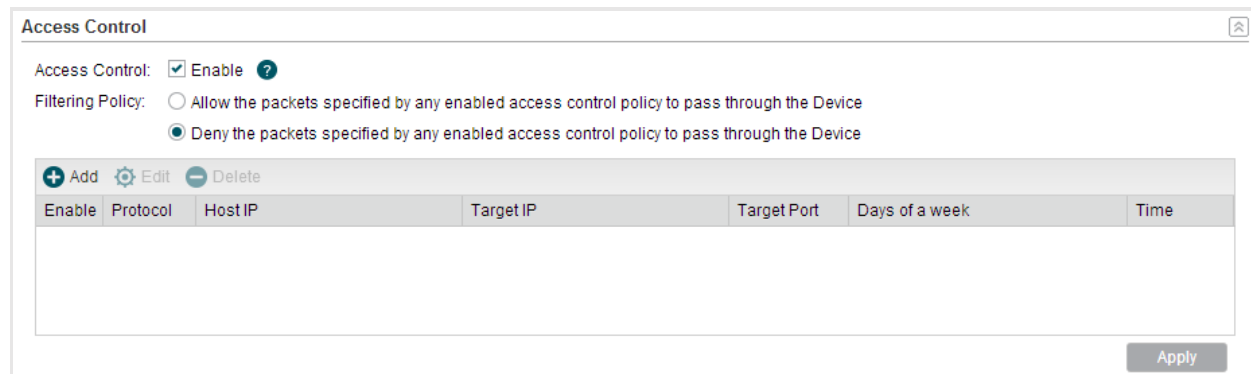 Access Control
Access Control: Enable ?
Filtering Policy: Allow the packets specified by any enabled access control policy to pass through the Device
Deny the packets specified by any enabled access control policy to pass through the Device
Add Edit Delete
Enable Protocol Host IP Target IP Target Port Days of a week Time
Apply